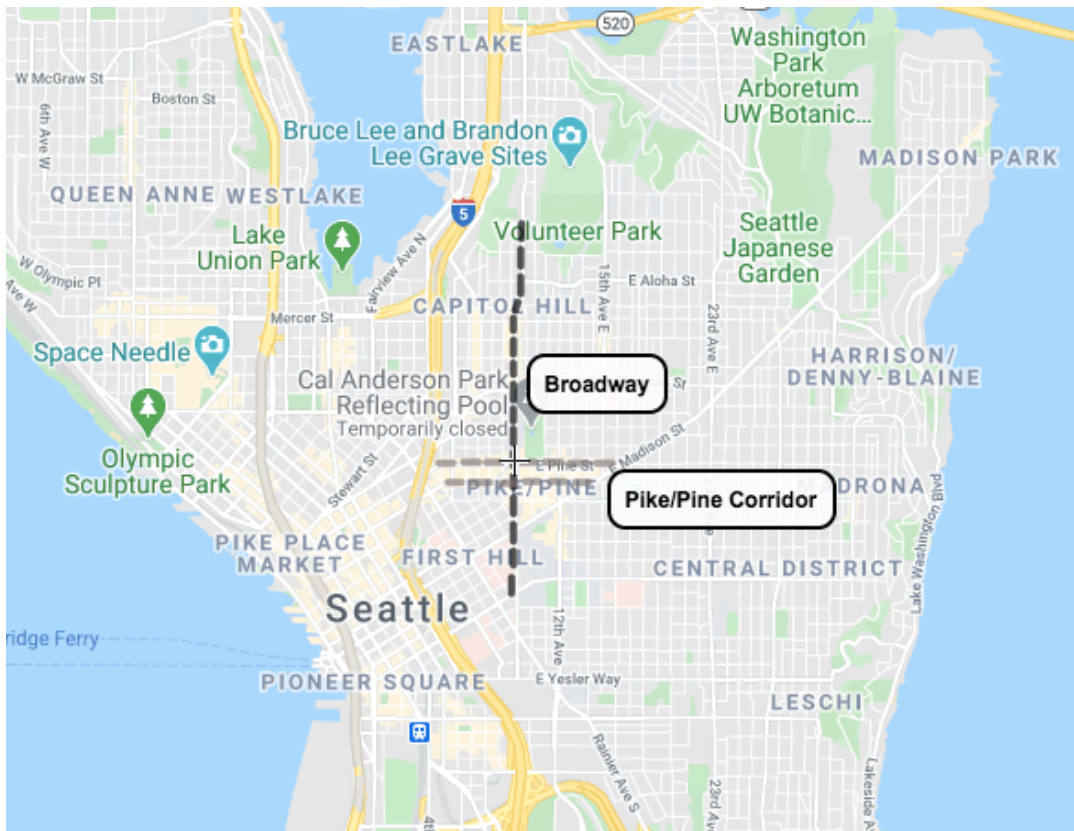 520
EASTLAKE
Washington
Park
Arboretum
UW Botanic...
W McGraw St
Boston St
6th Ave W
Bruce Lee and Brandon
Lee Grave Sites
MADISON PARK
QUEEN ANNE
WESTLAKE
5
Lake
Union Park
Fairview Ave N
Volunteer Park
Seattle
Japanese
Garden
W Olympic Pl
Ave W
15th Ave E
E Aloha St
CAPITOL HILL
Mercer St
23rd Ave E
Space Needle
HARRISON/
DENNY-BLAINE
Cal Anderson Park
Reflecting Pool
Temporarily closed
Broadway
St
Olympic
Sculpture Park
Stewart St
E Pine St
E Madison St
PIKE/PINE
Pike/Pine Corridor
DRONA
Lake Washington Blvd
PIKE PLACE
MARKET
FIRST HILL
CENTRAL DISTRICT
Seattle
12th Ave
ridge Ferry
E Yesler Way
PIONEER SQUARE
LESCHI
Rainier Ave S
23rd Ave
Lakeside A
4th